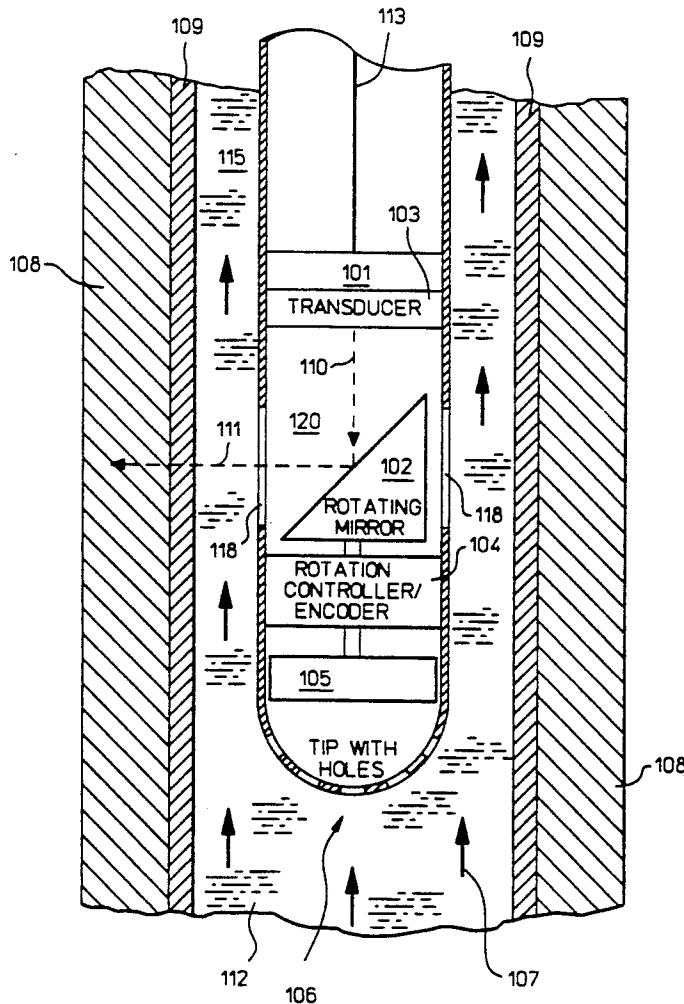 113
109
109
115
103
108
101
TRANSDUCER
110
120
111
102
ROTATING
MIRROR
118
118
104
ROTATION
CONTROLLER/
ENCODER
105
TIP WITH
HOLES
108
112
106
107